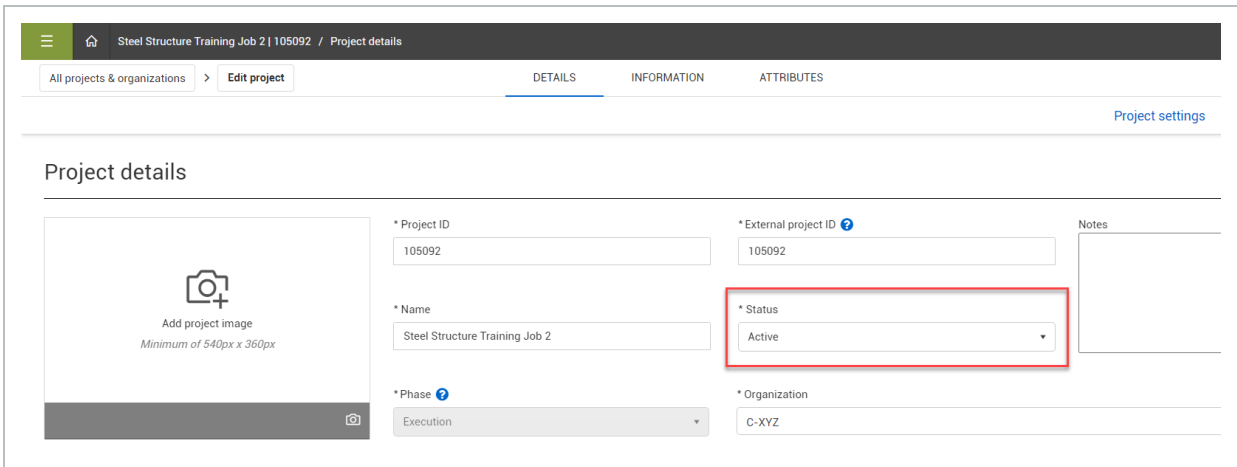 Steel Structure Training Job 2 | 105092 / Project details
All projects & organizations > Edit project DETAILS INFORMATION ATTRIBUTES
Project settings
Project details
* Project ID * External project ID ? Notes
105092 105092
Add project image
Minimum of 540px x 360px
* Name * Status
Steel Structure Training Job 2 Active
* Phase ? * Organization
Execution C-XYZ